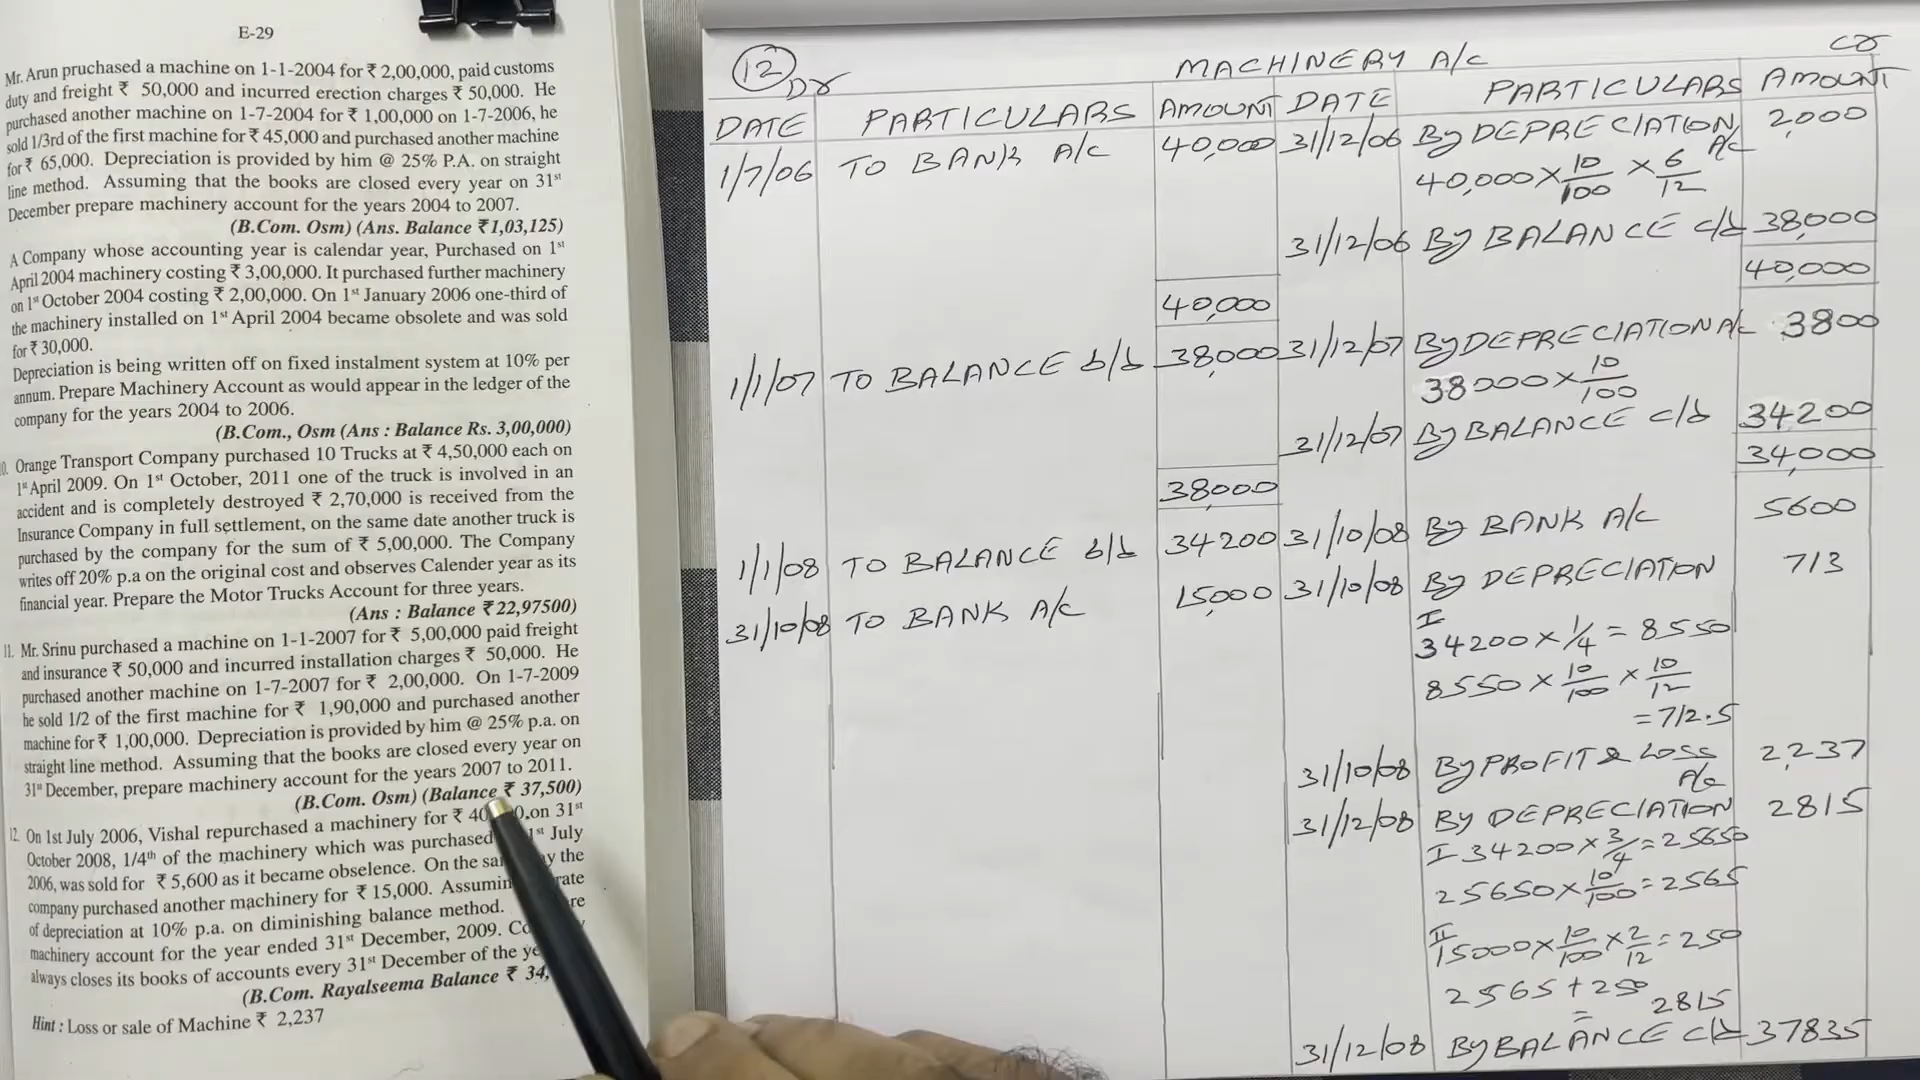 E-29
Mr. Arun pruchased a machine on 1-1-2004 for ₹ 2,00,000, paid customs
duty and freight ₹ 50,000 and incurred erection charges ₹ 50,000. He
purchased another machine on 1-7-2004 for ₹ 1,00,000 on 1-7-2006, he
sold 1/3rd of the first machine for ₹ 45,000 and purchased another machine
for ₹ 65,000. Depreciation is provided by him @ 25% P.A. on straight
line method. Assuming that the books are closed every year on 31st
December prepare machinery account for the years 2004 to 2007.
(B.Com. Osm) (Ans. Balance ₹ 1,03,125)
A Company whose accounting year is calendar year, Purchased on 1st
April 2004 machinery costing ₹ 3,00,000. It purchased further machinery
on 1st October 2004 costing ₹ 2,00,000. On 1st January 2006 one-third of
the machinery installed on 1st April 2004 became obsolete and was sold
for ₹ 30,000.
Depreciation is being written off on fixed instalment system at 10% per
annum. Prepare Machinery Account as would appear in the ledger of the
company for the years 2004 to 2006.
(B.Com., Osm (Ans : Balance Rs. 3,00,000)
0. Orange Transport Company purchased 10 Trucks at ₹ 4,50,000 each on
1st April 2009. On 1st October, 2011 one of the truck is involved in an
accident and is completely destroyed ₹ 2,70,000 is received from the
Insurance Company in full settlement, on the same date another truck is
purchased by the company for the sum of ₹ 5,00,000. The Company
writes off 20% p.a on the original cost and observes Calender year as its
financial year. Prepare the Motor Trucks Account for three years.
(Ans : Balance ₹ 22,97500)
11. Mr. Srinu purchased a machine on 1-1-2007 for ₹ 5,00,000 paid freight
and insurance ₹ 50,000 and incurred installation charges ₹ 50,000. He
purchased another machine on 1-7-2007 for ₹ 2,00,000. On 1-7-2009
he sold 1/2 of the first machine for ₹ 1,90,000 and purchased another
machine for ₹ 1,00,000. Depreciation is provided by him @ 25% p.a. on
straight line method. Assuming that the books are closed every year on
31st December, prepare machinery account for the years 2007 to 2011.
(B.Com. Osm) (Balance ₹ 37,500)
12. On 1st July 2006, Vishal repurchased a machinery for ₹ 40 0.on 31st
October 2008, 1/4th of the machinery which was purchased 1st July
2006, was sold for ₹ 5,600 as it became obselence. On the sa y the
company purchased another machinery for ₹ 15,000. Assumin rate
of depreciation at 10% p.a. on diminishing balance method. re
machinery account for the year ended 31st December, 2009. Co
always closes its books of accounts every 31st December of the ye
(B.Com. Rayalseema Balance ₹ 34,
Hint : Loss or sale of Machine ₹ 2,237
12 MACHINERY A/c
Dr Cr
DATE PARTICULARS AMOUNT DATE PARTICULARS AMOUNT
1/7/06 TO BANK A/c 40,000 31/12/06 By DEPRECIATION A/c 2,000
40,000 × 10/100 × 6/12
31/12/06 By BALANCE c/d 38,000
40,000 40,000
1/1/07 TO BALANCE b/d 38,000 31/12/07 By DEPRECIATION A/c 3800
38000 × 10/100
31/12/07 By BALANCE c/d 34200
38,000 34,000
1/1/08 TO BALANCE b/d 34200 31/10/08 By BANK A/c 5600
31/10/08 TO BANK A/c 15,000 31/10/08 By DEPRECIATION 713
I
34200 × 1/4 = 8550
8550 × 10/100 × 10/12
= 712.5
31/10/08 By PROFIT & LOSS A/c 2,237
31/12/08 By DEPRECIATION 2815
I 34200 × 3/4 = 25650
25650 × 10/100 = 2565
II
15000 × 10/100 × 2/12 = 250
2565 + 250
= 2815
31/12/08 By BALANCE c/d 37835